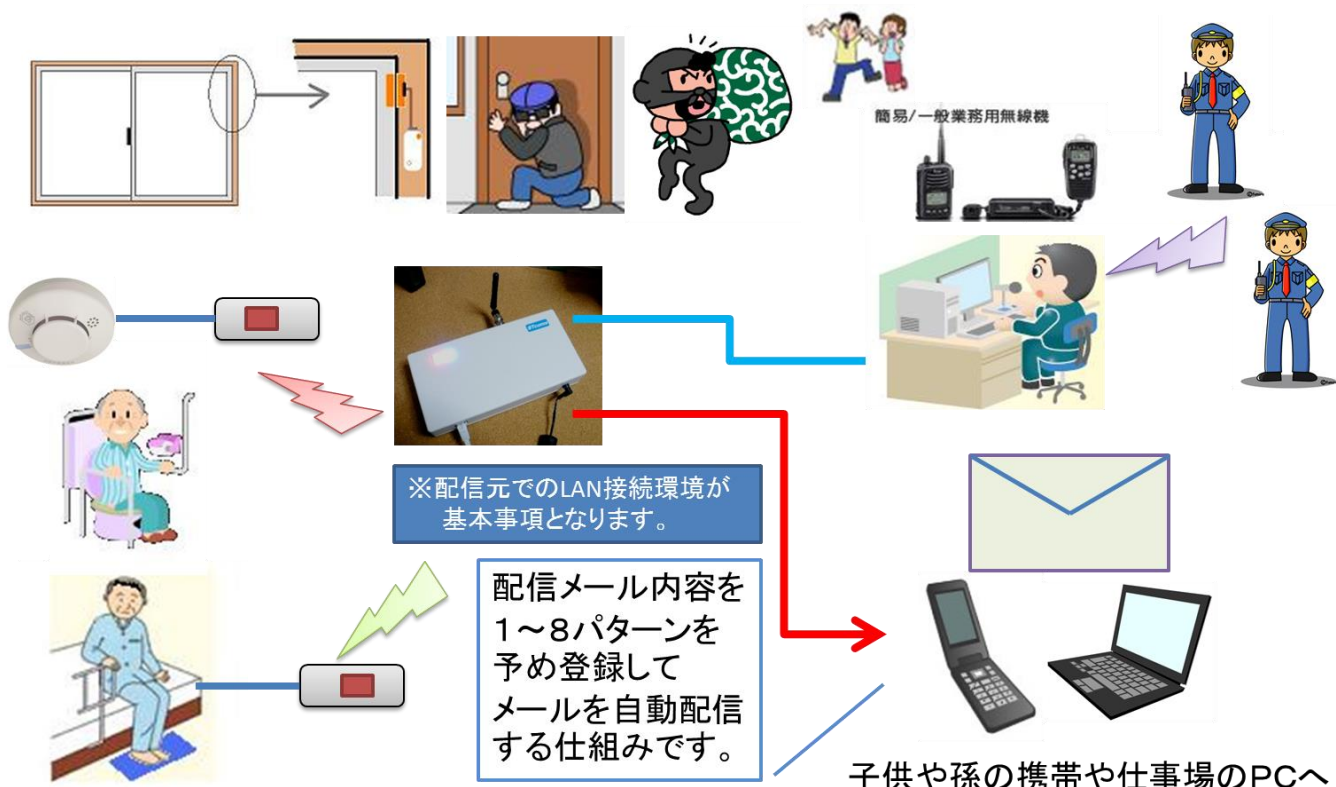 簡易/一般業務用無線機
※配信元でのLAN接続環境が
基本事項となります。
配信メール内容を
1～8パターンを
予め登録して
メールを自動配信
する仕組みです。
子供や孫の携帯や仕事場のPCへ